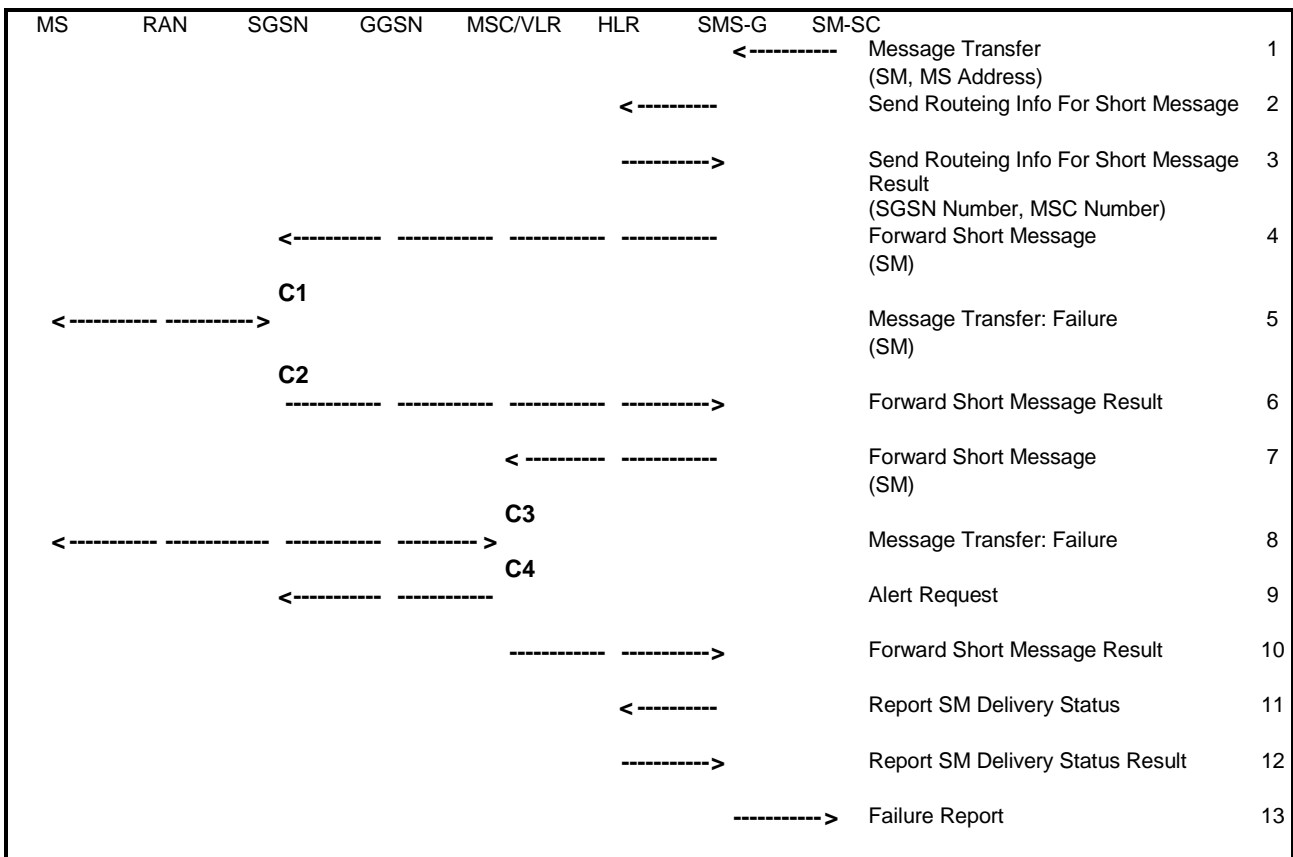 MS RAN SGSN GGSN MSC/VLR HLR SMS-G SM-SC
Message Transfer 1
(SM, MS Address)
Send Routeing Info For Short Message 2
Send Routeing Info For Short Message 3
Result
(SGSN Number, MSC Number)
Forward Short Message 4
(SM)
C1
Message Transfer: Failure 5
(SM)
C2
Forward Short Message Result 6
Forward Short Message 7
(SM)
C3
Message Transfer: Failure 8
C4
Alert Request 9
Forward Short Message Result 10
Report SM Delivery Status 11
Report SM Delivery Status Result 12
Failure Report 13